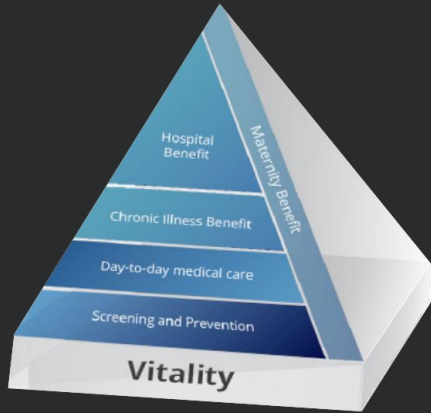 Hospital
Benefit
Maternity Benefit
Chronic Illness Benefit
Day-to-day medical care
Screening and Prevention
Vitality